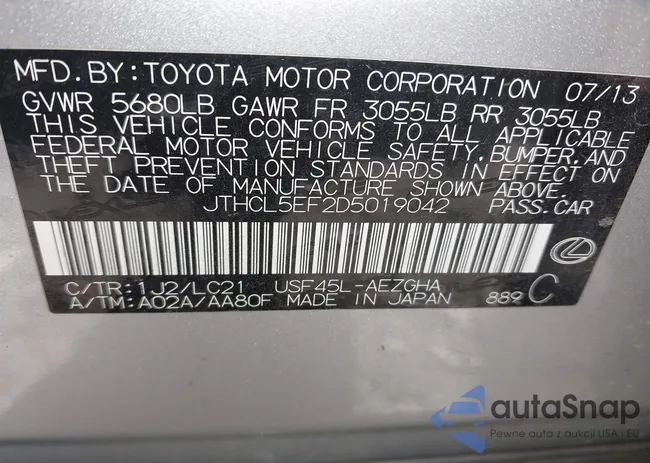 MFD.BY:TOYOTA MOTOR CORPORATION 07/13
GVWR 5680LB GAWR FR 3055LB RR 3055LB
THIS VEHICLE CONFORMS TO ALL APPLICABLE
FEDERAL MOTOR VEHICLE SAFETY,BUMPER,AND
THEFT PREVENTION STANDARDS IN EFFECT ON
THE DATE OF MANUFACTURE SHOWN ABOVE.
JTHCL5EF2D5019042 PASS.CAR
C/TR:1J2/LC21 USF45L-AEZGHA
A/TM:A02A/AA80F MADE IN JAPAN 889 C
autaSnap
Pewne auta z aukcji USA i EU